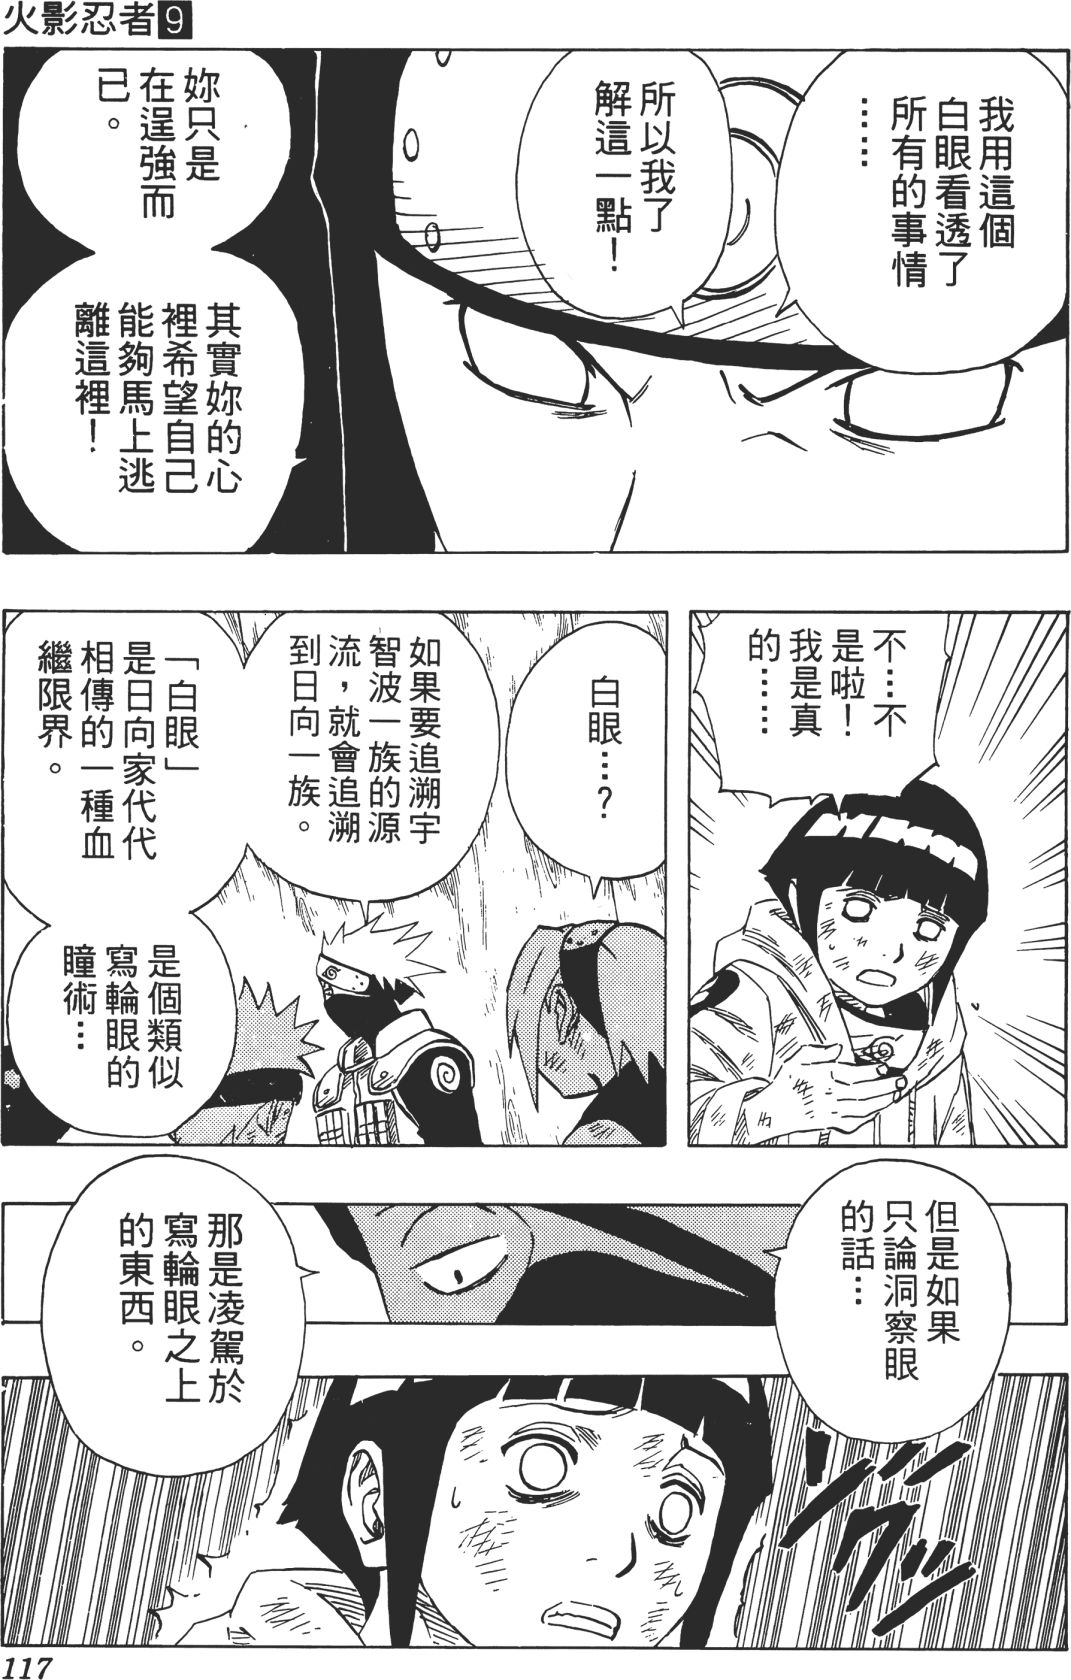 火影忍者9
我用這個
白眼看透了
所有的事情
……
所以我了
解這一點！
妳只是
在逞強而
已。
其實妳的心
裡希望自己
能夠馬上逃
離這裡！
不…不
是啦！
我是真
的……
白眼…？
如果要追溯宇
智波一族的源
流，就會追溯
到日向一族。
「白眼」
是日向家代代
相傳的一種血
繼限界。
是個類似
寫輪眼的
瞳術…
但是如果
只論洞察眼
的話…
那是凌駕於
寫輪眼之上
的東西。
グッ
117